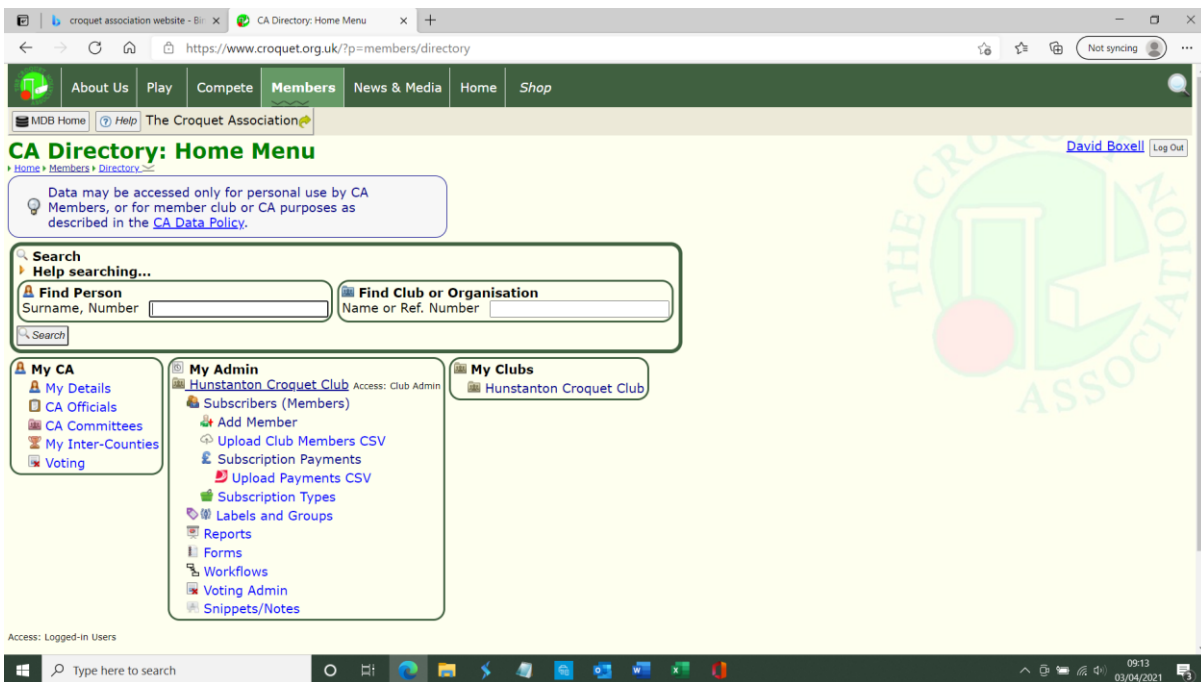 croquet association website - Bin
CA Directory: Home Menu
https://www.croquet.org.uk/?p=members/directory
Not syncing
About Us Play Compete Members News & Media Home Shop
MDB Home Help The Croquet Association
CA Directory: Home Menu
David Boxell Log Out
Home Members Directory
Data may be accessed only for personal use by CA
Members, or for member club or CA purposes as
described in the CA Data Policy.
Search
Help searching...
Find Person
Surname, Number
Find Club or Organisation
Name or Ref. Number
Search
My CA
My Details
CA Officials
CA Committees
My Inter-Counties
Voting
My Admin
Hunstanton Croquet Club Access: Club Admin
Subscribers (Members)
Add Member
Upload Club Members CSV
Subscription Payments
Upload Payments CSV
Subscription Types
Labels and Groups
Reports
Forms
Workflows
Voting Admin
Snippets/Notes
My Clubs
Hunstanton Croquet Club
THE CROQUET ASSOCIATION
Access: Logged-in Users
Type here to search
09:13
03/04/2021